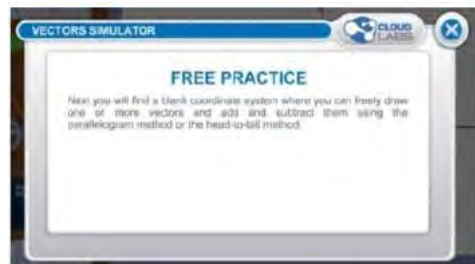 VECTORS SIMULATOR
CLOUD
LABS
FREE PRACTICE
Next you will find a blank coordinate system where you can freely draw
one or more vectors and add and subtract them using the
parallelogram method or the head-to-tail method.